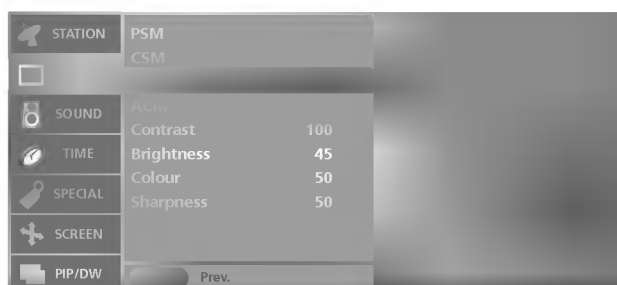 STATION
SOUND
TIME
SPECIAL
SCREEN
PIP/DW
PSM
CSM
ACM
Contrast 100
Brightness 45
Colour 50
Sharpness 50
Prev.